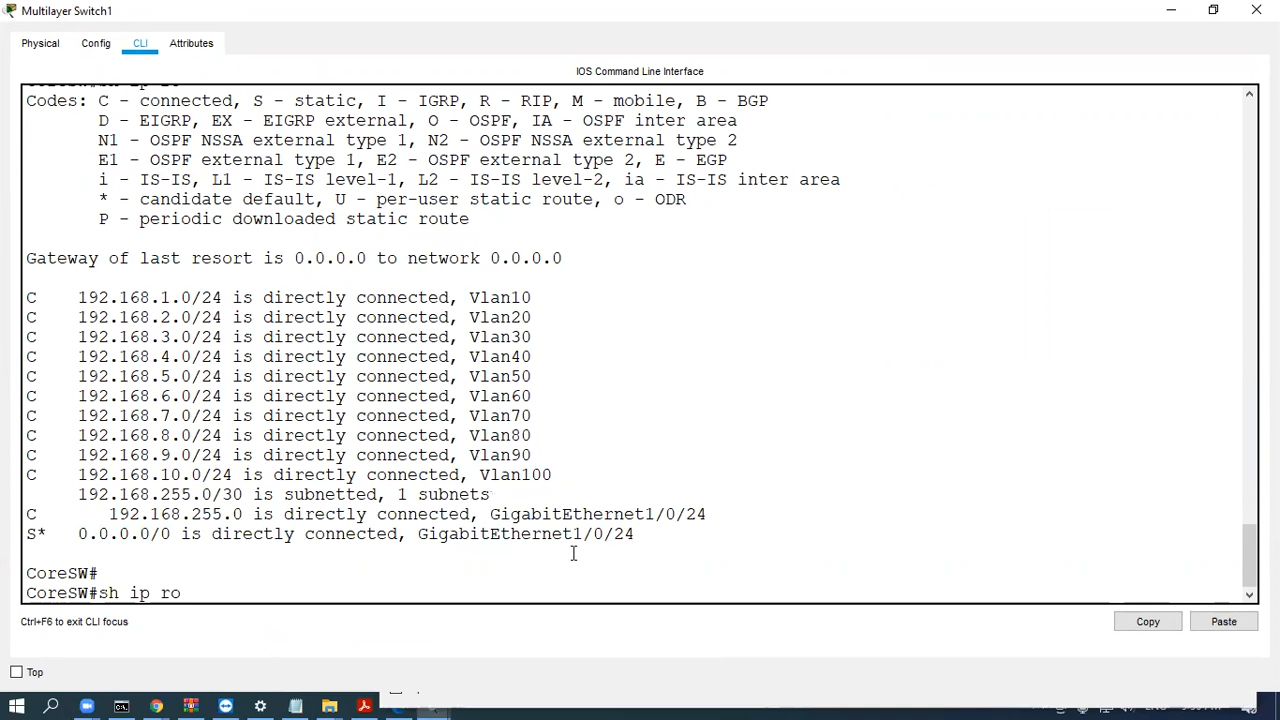 Multilayer Switch1
Physical Config CLI Attributes
IOS Command Line Interface
Codes: C - connected, S - static, I - IGRP, R - RIP, M - mobile, B - BGP
D - EIGRP, EX - EIGRP external, O - OSPF, IA - OSPF inter area
N1 - OSPF NSSA external type 1, N2 - OSPF NSSA external type 2
E1 - OSPF external type 1, E2 - OSPF external type 2, E - EGP
i - IS-IS, L1 - IS-IS level-1, L2 - IS-IS level-2, ia - IS-IS inter area
* - candidate default, U - per-user static route, o - ODR
P - periodic downloaded static route
Gateway of last resort is 0.0.0.0 to network 0.0.0.0
C 192.168.1.0/24 is directly connected, Vlan10
C 192.168.2.0/24 is directly connected, Vlan20
C 192.168.3.0/24 is directly connected, Vlan30
C 192.168.4.0/24 is directly connected, Vlan40
C 192.168.5.0/24 is directly connected, Vlan50
C 192.168.6.0/24 is directly connected, Vlan60
C 192.168.7.0/24 is directly connected, Vlan70
C 192.168.8.0/24 is directly connected, Vlan80
C 192.168.9.0/24 is directly connected, Vlan90
C 192.168.10.0/24 is directly connected, Vlan100
192.168.255.0/30 is subnetted, 1 subnets
C 192.168.255.0 is directly connected, GigabitEthernet1/0/24
S* 0.0.0.0/0 is directly connected, GigabitEthernet1/0/24
CoreSW#
CoreSW#sh ip ro
Ctrl+F6 to exit CLI focus
Copy Paste
Top